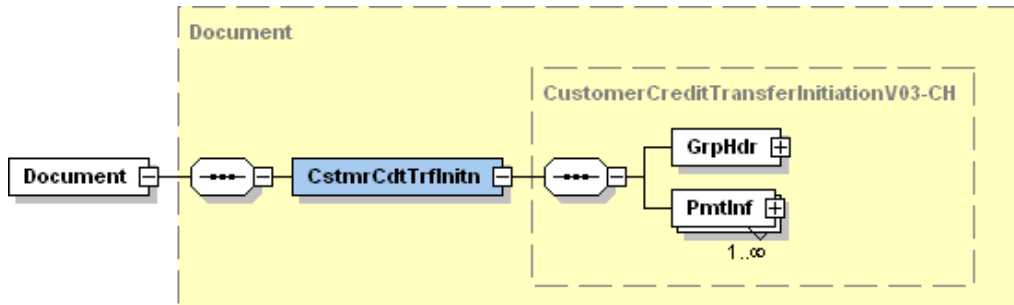 Document
CustomerCreditTransferInitiationV03-CH
GrpHdr
Document
CstmrCdtTrfInitn
PmtInf
1..∞